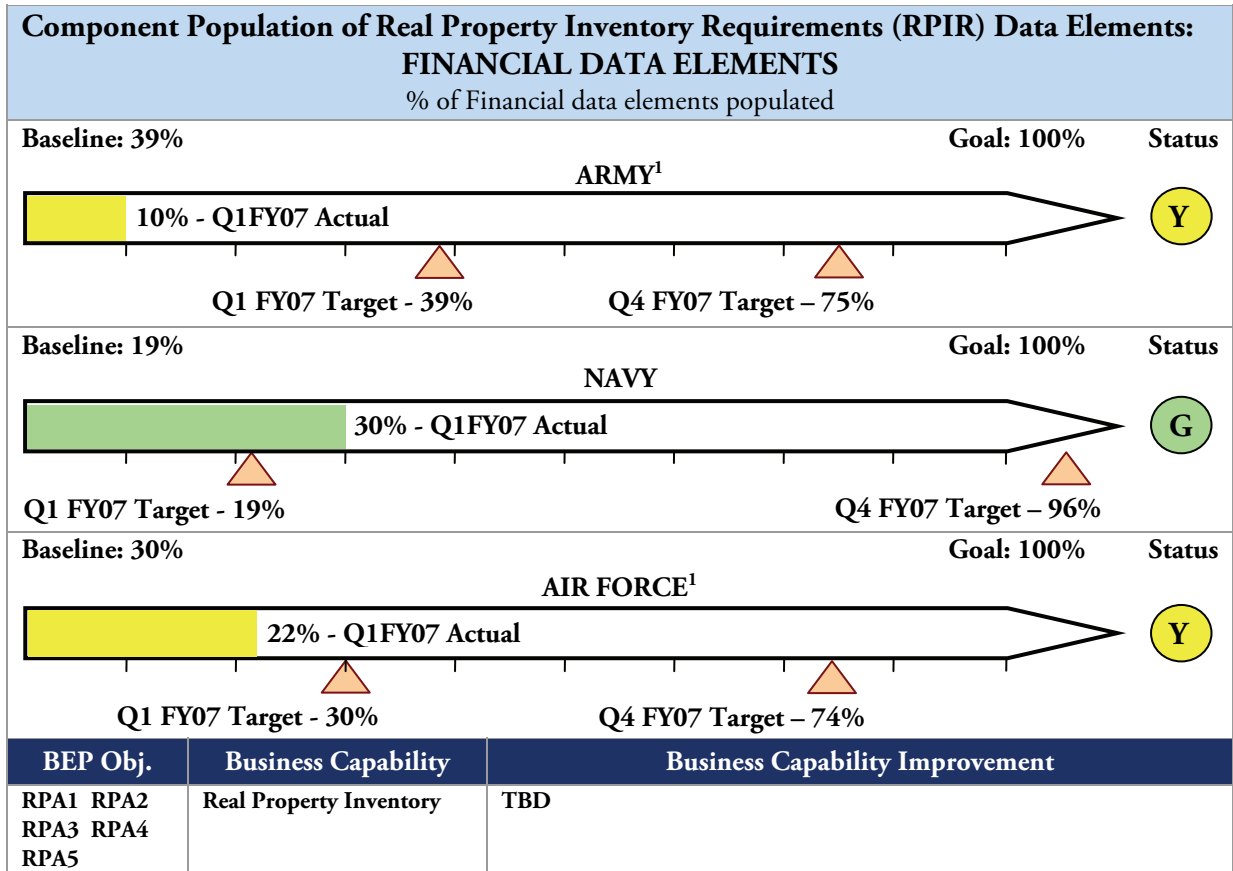 Component Population of Real Property Inventory Requirements (RPIR) Data Elements:
FINANCIAL DATA ELEMENTS
% of Financial data elements populated
Baseline: 39% Goal: 100% Status
ARMY¹
10% - Q1FY07 Actual Y
Q1 FY07 Target - 39% Q4 FY07 Target – 75%
Baseline: 19% Goal: 100% Status
NAVY
30% - Q1FY07 Actual G
Q1 FY07 Target - 19% Q4 FY07 Target – 96%
Baseline: 30% Goal: 100% Status
AIR FORCE¹
22% - Q1FY07 Actual Y
Q1 FY07 Target - 30% Q4 FY07 Target – 74%
BEP Obj. Business Capability Business Capability Improvement
RPA1 RPA2 Real Property Inventory TBD
RPA3 RPA4
RPA5